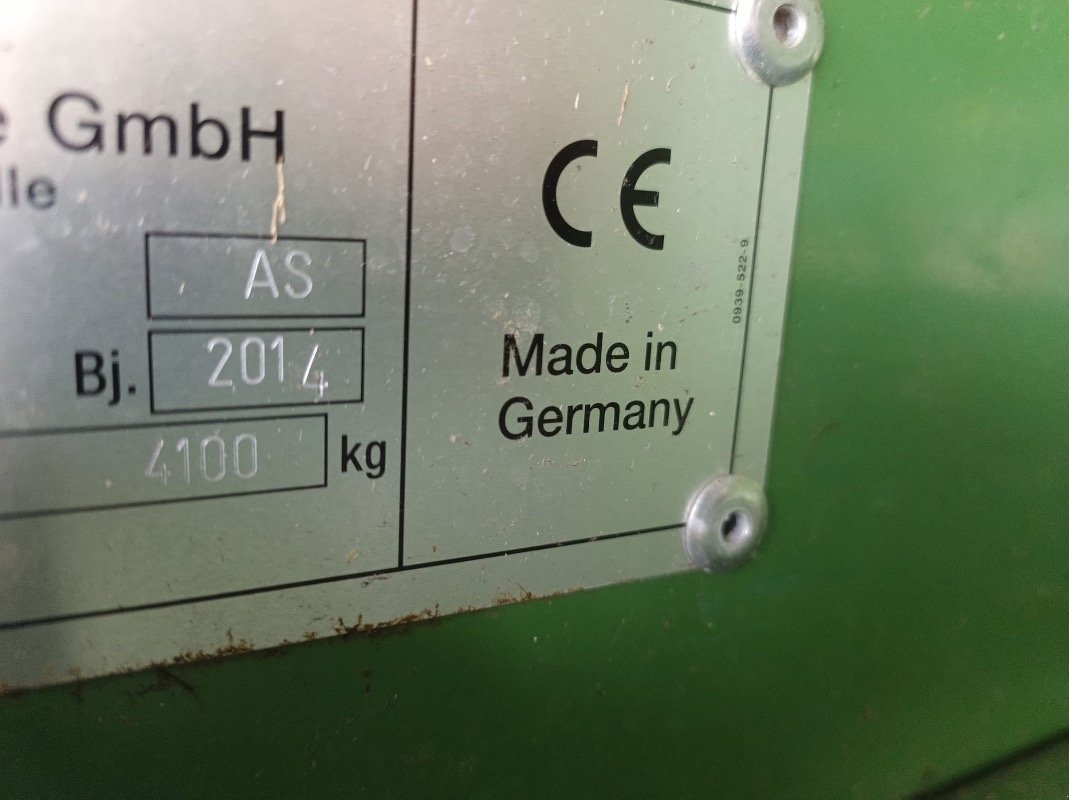 GmbH
AS
Bj. 2014
4100 kg
CE
Made in
Germany
0939-522-9